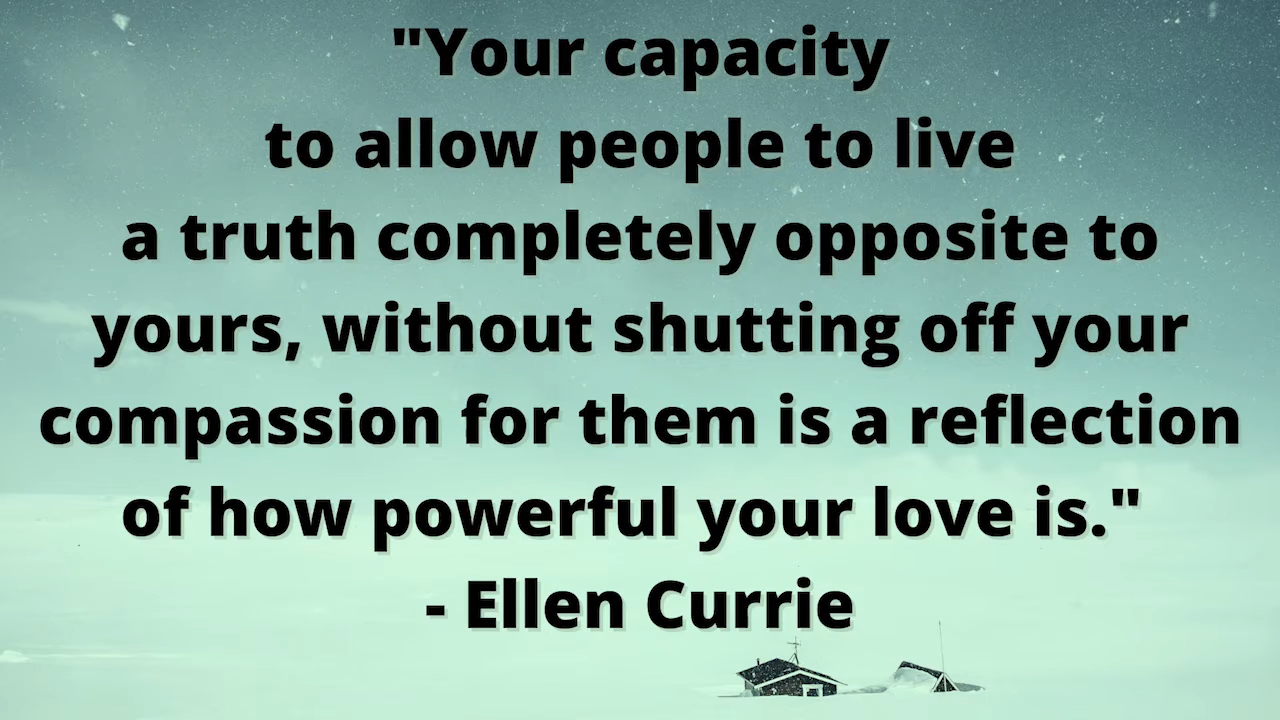 "Your capacity
to allow people to live
a truth completely opposite to
yours, without shutting off your
compassion for them is a reflection
of how powerful your love is."
- Ellen Currie